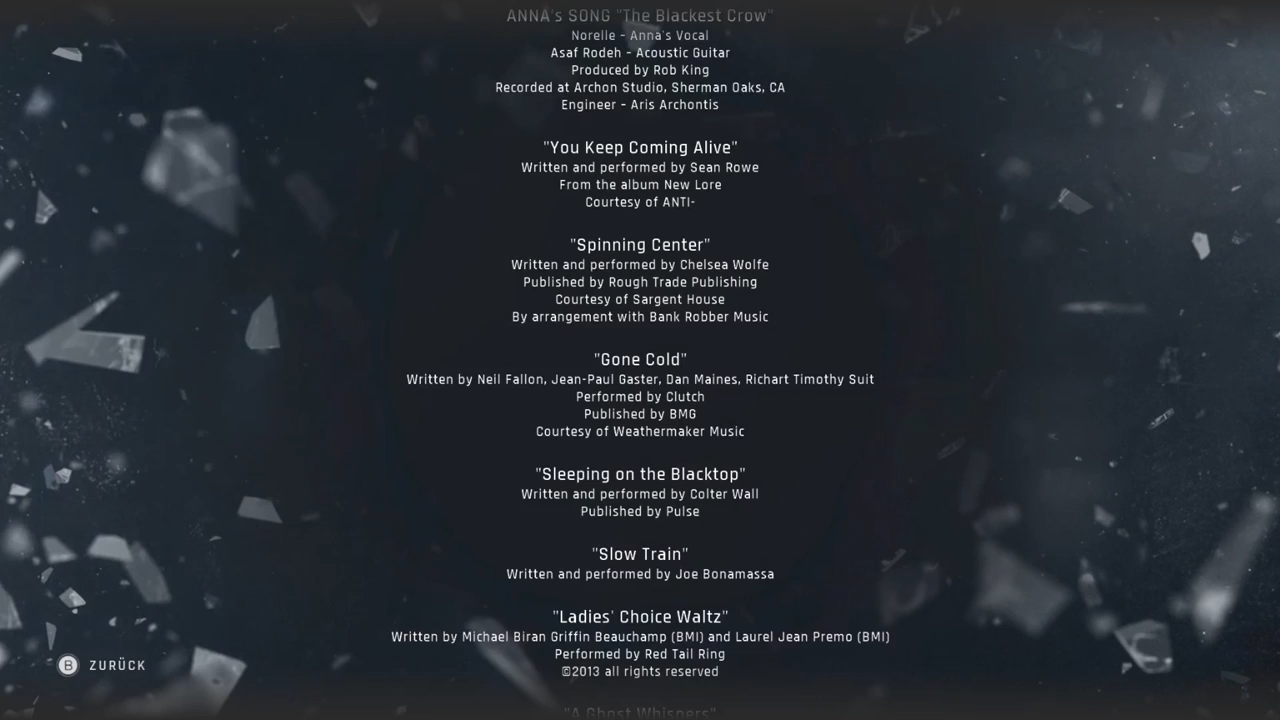 ANNA's SONG "The Blackest Crow"
Norelle - Anna's Vocal
Asaf Rodeh - Acoustic Guitar
Produced by Rob King
Recorded at Archon Studio, Sherman Oaks, CA
Engineer - Aris Archontis
"You Keep Coming Alive"
Written and performed by Sean Rowe
From the album New Lore
Courtesy of ANTI-
"Spinning Center"
Written and performed by Chelsea Wolfe
Published by Rough Trade Publishing
Courtesy of Sargent House
By arrangement with Bank Robber Music
"Gone Cold"
Written by Neil Fallon, Jean-Paul Gaster, Dan Maines, Richart Timothy Suit
Performed by Clutch
Published by BMG
Courtesy of Weathermaker Music
"Sleeping on the Blacktop"
Written and performed by Colter Wall
Published by Pulse
"Slow Train"
Written and performed by Joe Bonamassa
"Ladies' Choice Waltz"
Written by Michael Biran Griffin Beauchamp (BMI) and Laurel Jean Premo (BMI)
Performed by Red Tail Ring
©2013 all rights reserved
"A Ghost Whispers"
B ZURÜCK